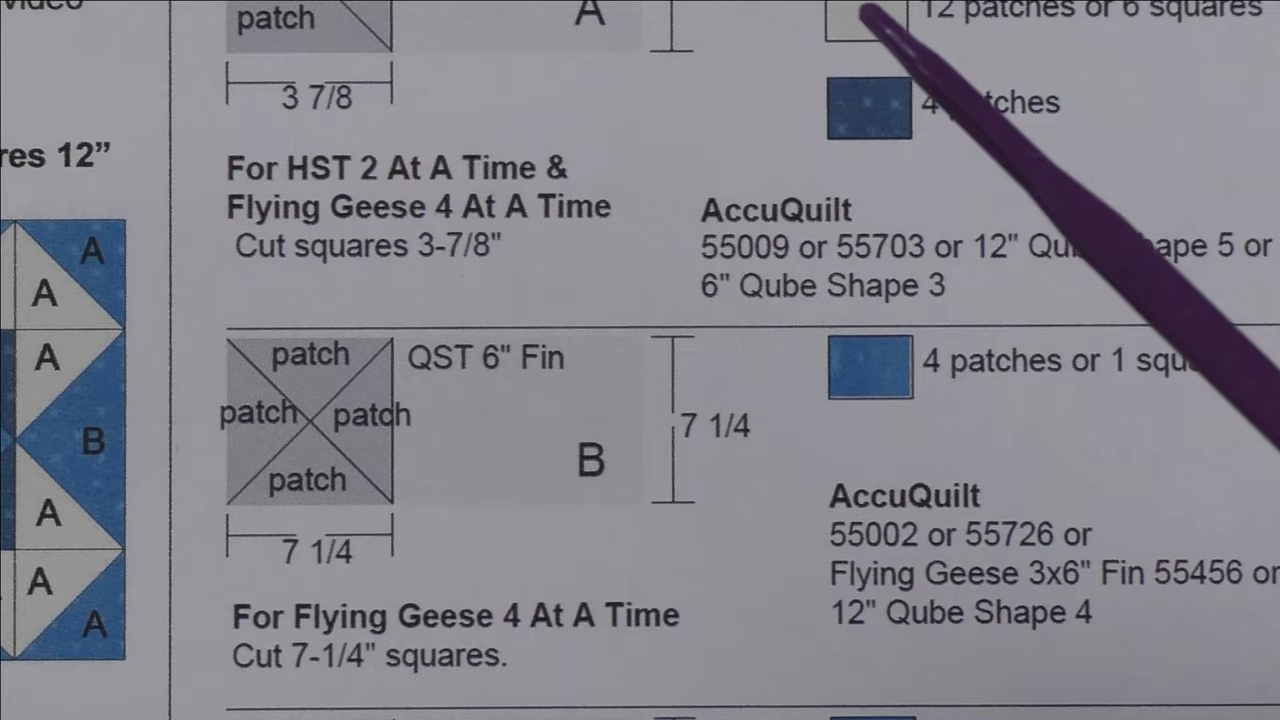 patch
A
12 patches or 6 squares
3 7/8
4
res 12”
For HST 2 At A Time &
Flying Geese 4 At A Time
Cut squares 3-7/8"
AccuQuilt
55009 or 55703 or 12" Shape 5 or
6" Qube Shape 3
A
A
A
B
A
A
A
patch
QST 6" Fin
patch
patch
patch
B
7 1/4
4 patches or 1
7 1/4
AccuQuilt
55002 or 55726 or
Flying Geese 3x6" Fin 55456 or
12" Qube Shape 4
For Flying Geese 4 At A Time
Cut 7-1/4" squares.